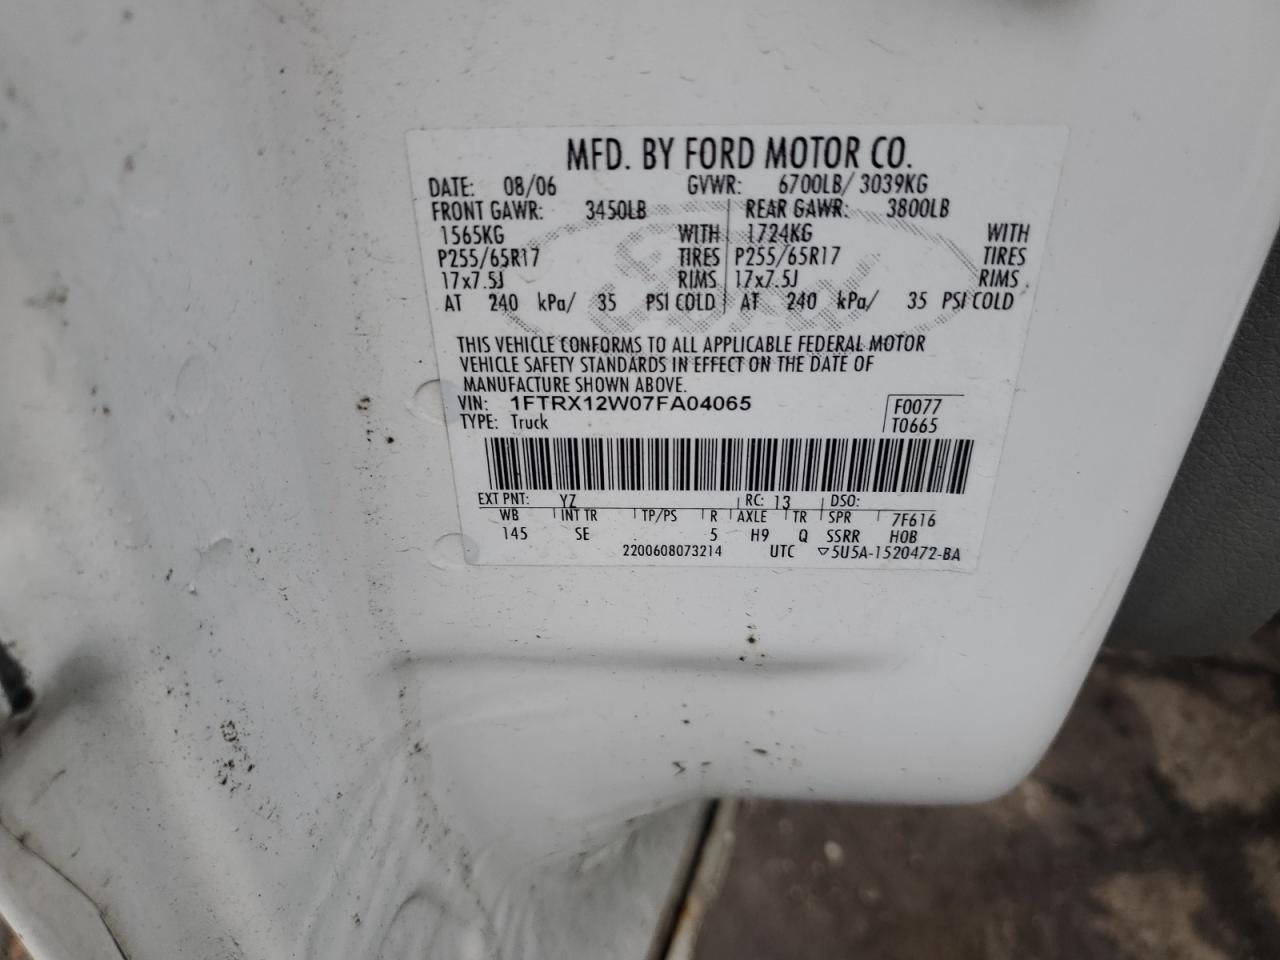 MFD. BY FORD MOTOR CO.
DATE: 08/06 GVWR: 6700LB/ 3039KG
FRONT GAWR: 3450LB REAR GAWR: 3800LB
1565KG WITH 1724KG WITH
P255/65R17 TIRES P255/65R17 TIRES
17x7.5J RIMS 17x7.5J RIMS
AT 240 kPa/ 35 PSI COLD AT 240 kPa/ 35 PSI COLD
THIS VEHICLE CONFORMS TO ALL APPLICABLE FEDERAL MOTOR
VEHICLE SAFETY STANDARDS IN EFFECT ON THE DATE OF
MANUFACTURE SHOWN ABOVE.
VIN: 1FTRX12W07FA04065 F0077
TYPE: Truck T0665
EXT PNT: YZ RC: 13 DSO:
WB INT TR TP/PS R AXLE TR SPR 7F616
145 SE 5 H9 Q SSRR H0B
2200608073214 UTC ▽5U5A-1520472-BA
Ford